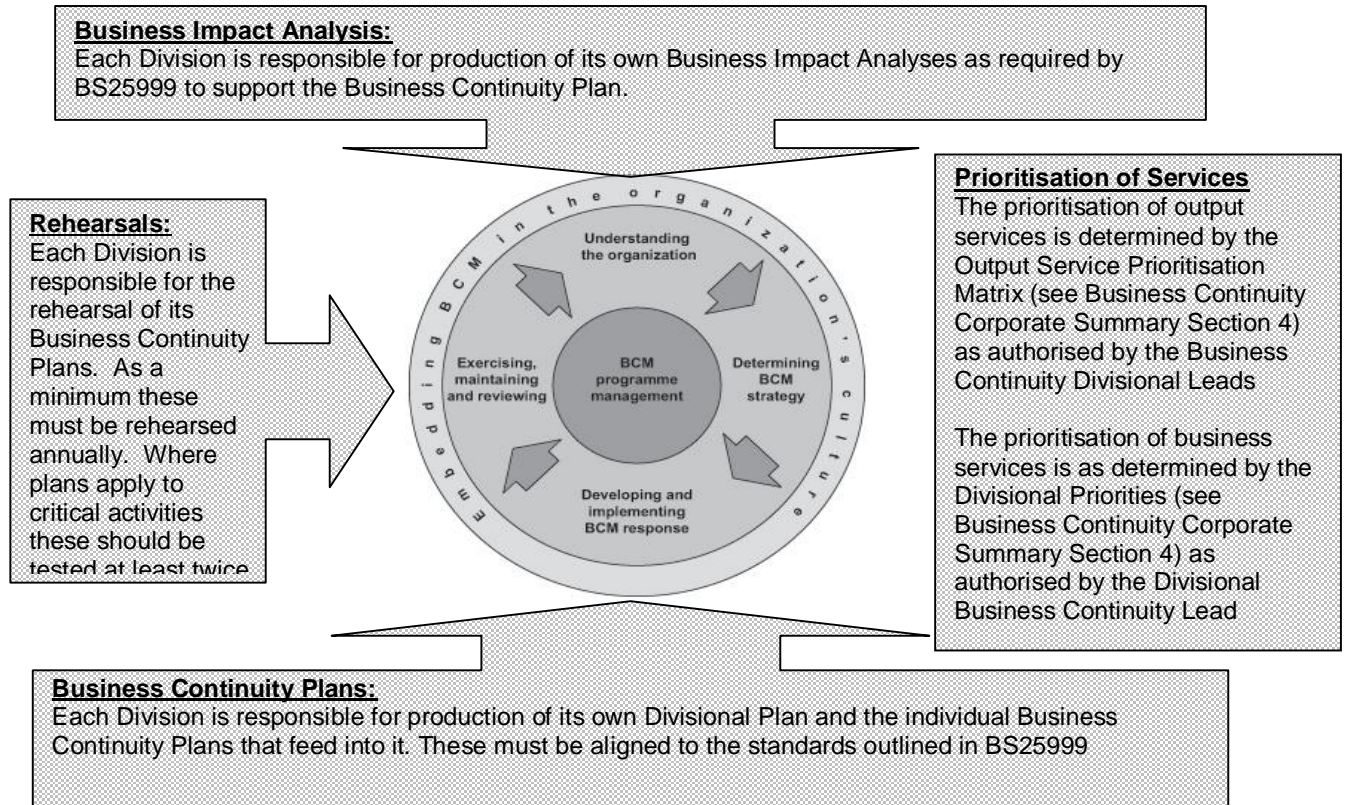 Business Impact Analysis:
Each Division is responsible for production of its own Business Impact Analyses as required by
BS25999 to support the Business Continuity Plan.
Rehearsals:
Each Division is
responsible for the
rehearsal of its
Business Continuity
Plans. As a
minimum these
must be rehearsed
annually. Where
plans apply to
critical activities
these should be
tested at least twice
Embedding BCM in the organization's culture
Understanding
the organization
Exercising,
maintaining
and reviewing
BCM
programme
management
Determining
BCM
strategy
Developing and
implementing
BCM response
Prioritisation of Services
The prioritisation of output
services is determined by the
Output Service Prioritisation
Matrix (see Business Continuity
Corporate Summary Section 4)
as authorised by the Business
Continuity Divisional Leads
The prioritisation of business
services is as determined by the
Divisional Priorities (see
Business Continuity Corporate
Summary Section 4) as
authorised by the Divisional
Business Continuity Lead
Business Continuity Plans:
Each Division is responsible for production of its own Divisional Plan and the individual Business
Continuity Plans that feed into it. These must be aligned to the standards outlined in BS25999